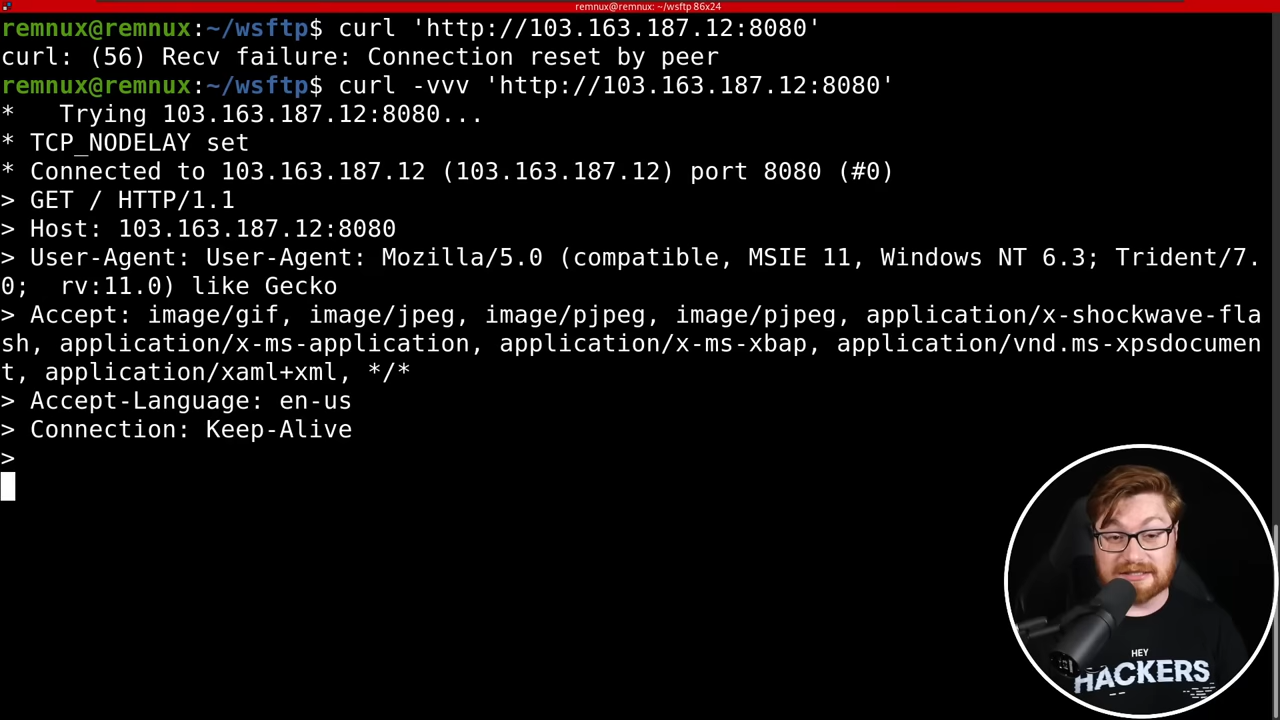 remnux@remnux: ~/wsftp 86x24
remnux@remnux:~/wsftp$ curl 'http://103.163.187.12:8080'
curl: (56) Recv failure: Connection reset by peer
remnux@remnux:~/wsftp$ curl -vvv 'http://103.163.187.12:8080'
*   Trying 103.163.187.12:8080...
* TCP_NODELAY set
* Connected to 103.163.187.12 (103.163.187.12) port 8080 (#0)
> GET / HTTP/1.1
> Host: 103.163.187.12:8080
> User-Agent: User-Agent: Mozilla/5.0 (compatible, MSIE 11, Windows NT 6.3; Trident/7.
0;  rv:11.0) like Gecko
> Accept: image/gif, image/jpeg, image/pjpeg, image/pjpeg, application/x-shockwave-fla
sh, application/x-ms-application, application/x-ms-xbap, application/vnd.ms-xpsdocumen
t, application/xaml+xml, */*
> Accept-Language: en-us
> Connection: Keep-Alive
>
HEY
HACKERS